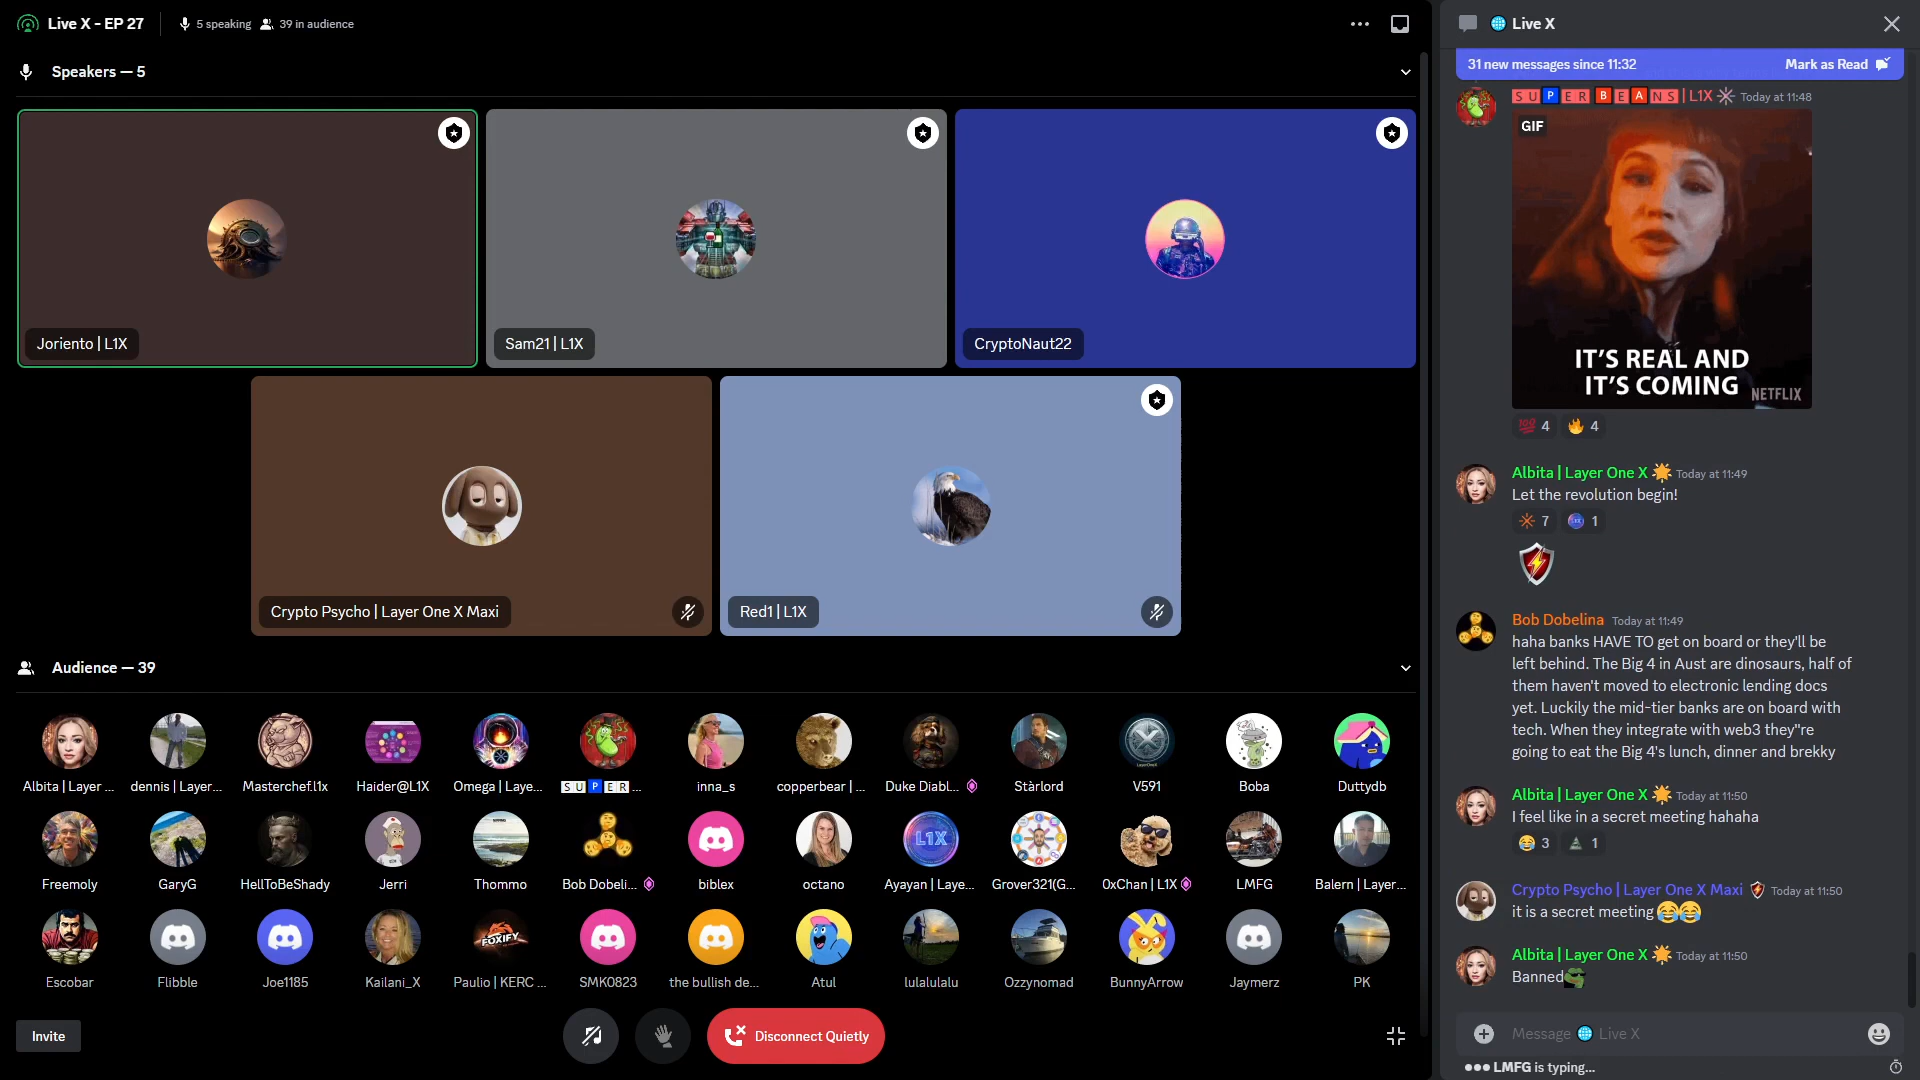 Live X - EP 27
5 speaking
39 in audience
Speakers — 5
Joriento | L1X
Sam21 | L1X
CryptoNaut22
Crypto Psycho | Layer One X Maxi
Red1 | L1X
Audience — 39
Albita | Layer ...
dennis | Layer...
Masterchef.l1x
Haider@L1X
Omega | Laye...
SUPER...
inna_s
copperbear | ...
Duke Diabl...
Stàrlord
V591
Boba
Duttydb
Freemoly
GaryG
HellToBeShady
Jerri
Thommo
Bob Dobeli...
biblex
octano
L1X
Ayayan | Laye...
Grover321(G...
0xChan | L1X
LMFG
Balern | Layer...
Escobar
Flibble
Joe1185
Kailani_X
FOXIFY
Paulio | KERC ...
SMK0823
the bullish de...
Atul
lulalulalu
Ozzynomad
BunnyArrow
Jaymerz
PK
Invite
Disconnect Quietly
Live X
31 new messages since 11:32
Mark as Read
SUPERBEANS | L1X Today at 11:48
GIF
IT'S REAL AND
IT'S COMING
NETFLIX
4
4
Albita | Layer One X Today at 11:49
Let the revolution begin!
7
1
Bob Dobelina Today at 11:49
haha banks HAVE TO get on board or they'll be
left behind. The Big 4 in Aust are dinosaurs, half of
them haven't moved to electronic lending docs
yet. Luckily the mid-tier banks are on board with
tech. When they integrate with web3 they''re
going to eat the Big 4's lunch, dinner and brekky
Albita | Layer One X Today at 11:50
I feel like in a secret meeting hahaha
3
1
Crypto Psycho | Layer One X Maxi Today at 11:50
it is a secret meeting
Albita | Layer One X Today at 11:50
Banned
Message Live X
LMFG is typing...